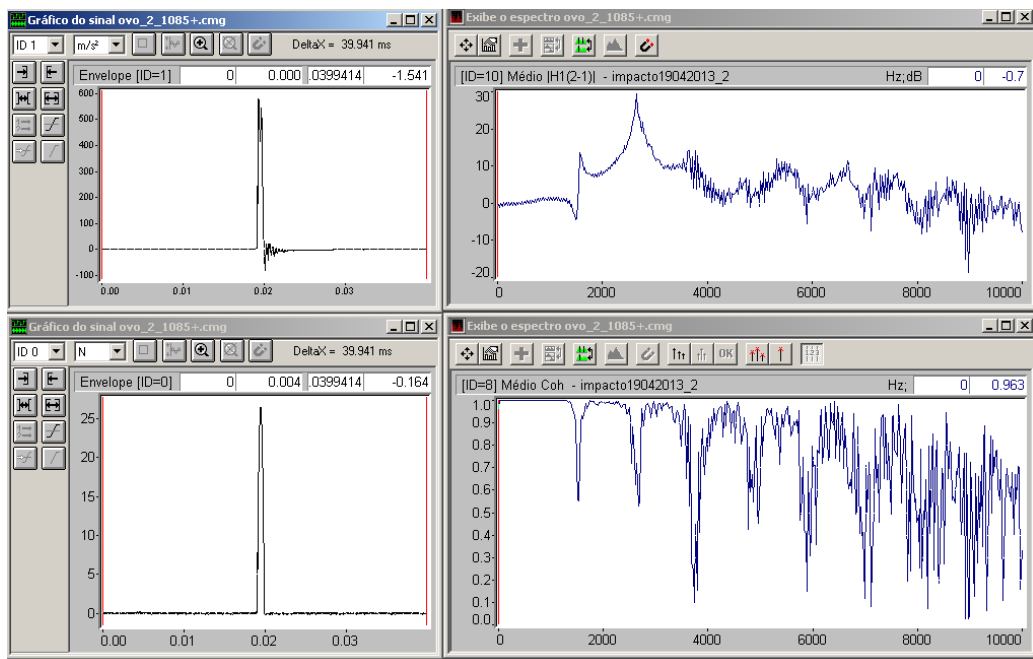 Gráfico do sinal ovo_2_1085+.cmg
ID 1 m/s² DeltaX = 39.941 ms
Envelope [ID=1] 0 0.000 .0399414 -1.541
600
500
400
300
200
100
0
-100
0.00 0.01 0.02 0.03
Exibe o espectro ovo_2_1085+.cmg
[ID=10] Médio |H1(2-1)| - impacto19042013_2 Hz;dB 0 -0.7
30
20
10
0
-10
-20
0 2000 4000 6000 8000 10000
Gráfico do sinal ovo_2_1085+.cmg
ID 0 N DeltaX = 39.941 ms
Envelope [ID=0] 0 0.004 .0399414 -0.164
25
20
15
10
5
0
0.00 0.01 0.02 0.03
Exibe o espectro ovo_2_1085+.cmg
OK
[ID=8] Médio Coh - impacto19042013_2 Hz; 0 0.963
1.0
0.9
0.8
0.7
0.6
0.5
0.4
0.3
0.2
0.1
0.0
0 2000 4000 6000 8000 10000